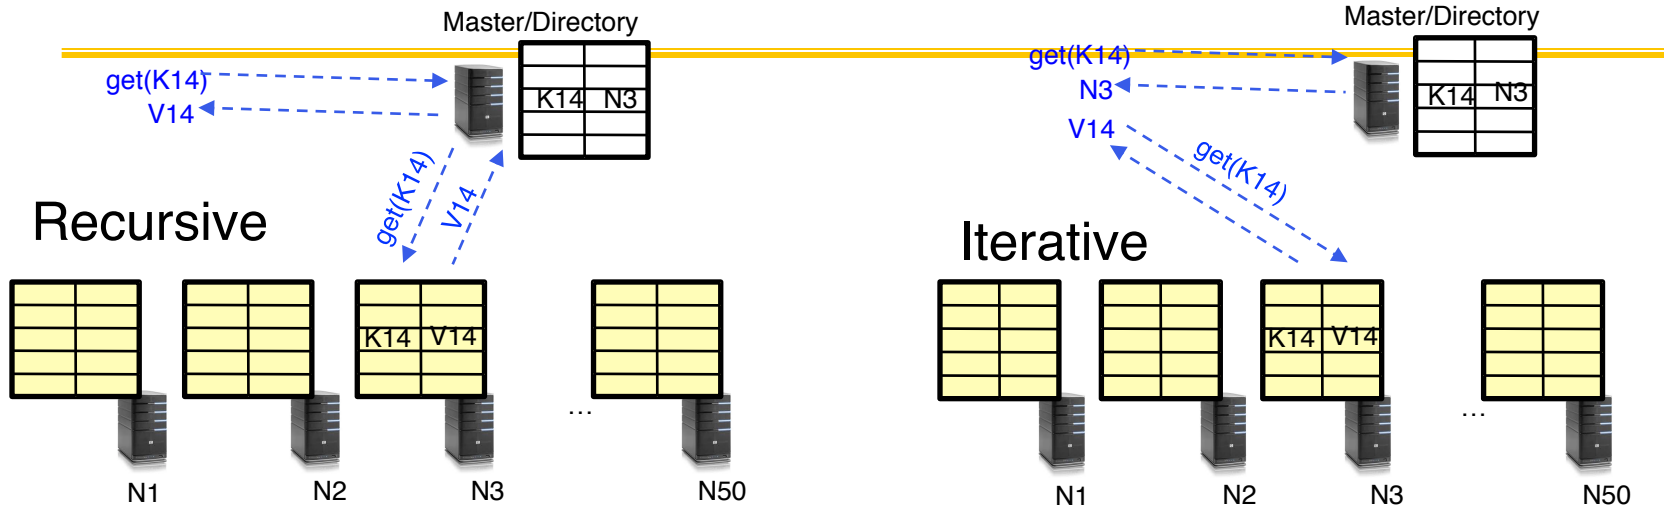 Master/Directory
get(K14)
V14
K14 N3
get(K14)
V14
Recursive
K14 V14
...
N1 N2 N3 N50
Master/Directory
get(K14)
N3
V14
K14 N3
get(K14)
Iterative
K14 V14
...
N1 N2 N3 N50